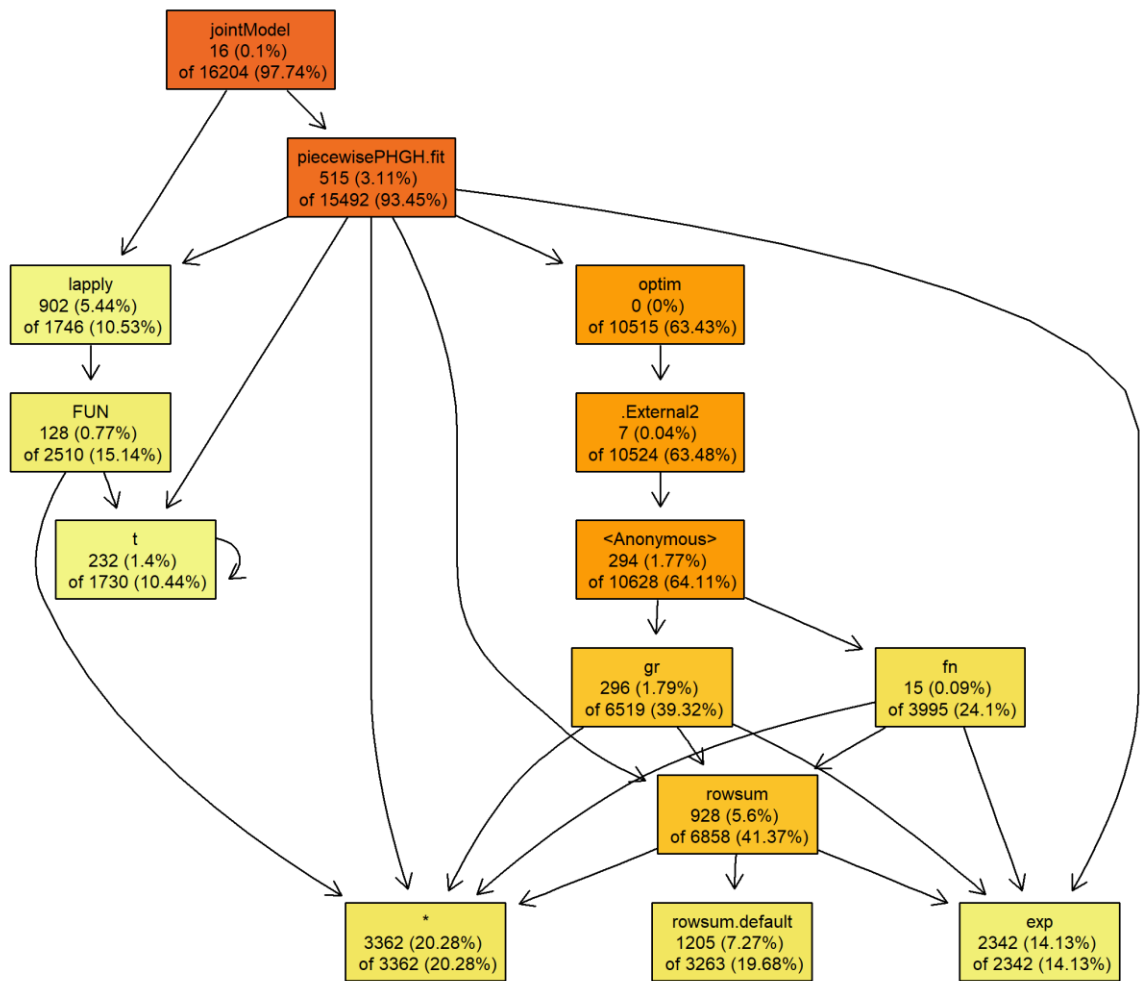 jointModel
16 (0.1%)
of 16204 (97.74%)
piecewisePHGH.fit
515 (3.11%)
of 15492 (93.45%)
lapply
902 (5.44%)
of 1746 (10.53%)
optim
0 (0%)
of 10515 (63.43%)
FUN
128 (0.77%)
of 2510 (15.14%)
.External2
7 (0.04%)
of 10524 (63.48%)
t
232 (1.4%)
of 1730 (10.44%)
<Anonymous>
294 (1.77%)
of 10628 (64.11%)
gr
296 (1.79%)
of 6519 (39.32%)
fn
15 (0.09%)
of 3995 (24.1%)
rowsum
928 (5.6%)
of 6858 (41.37%)
*
3362 (20.28%)
of 3362 (20.28%)
rowsum.default
1205 (7.27%)
of 3263 (19.68%)
exp
2342 (14.13%)
of 2342 (14.13%)